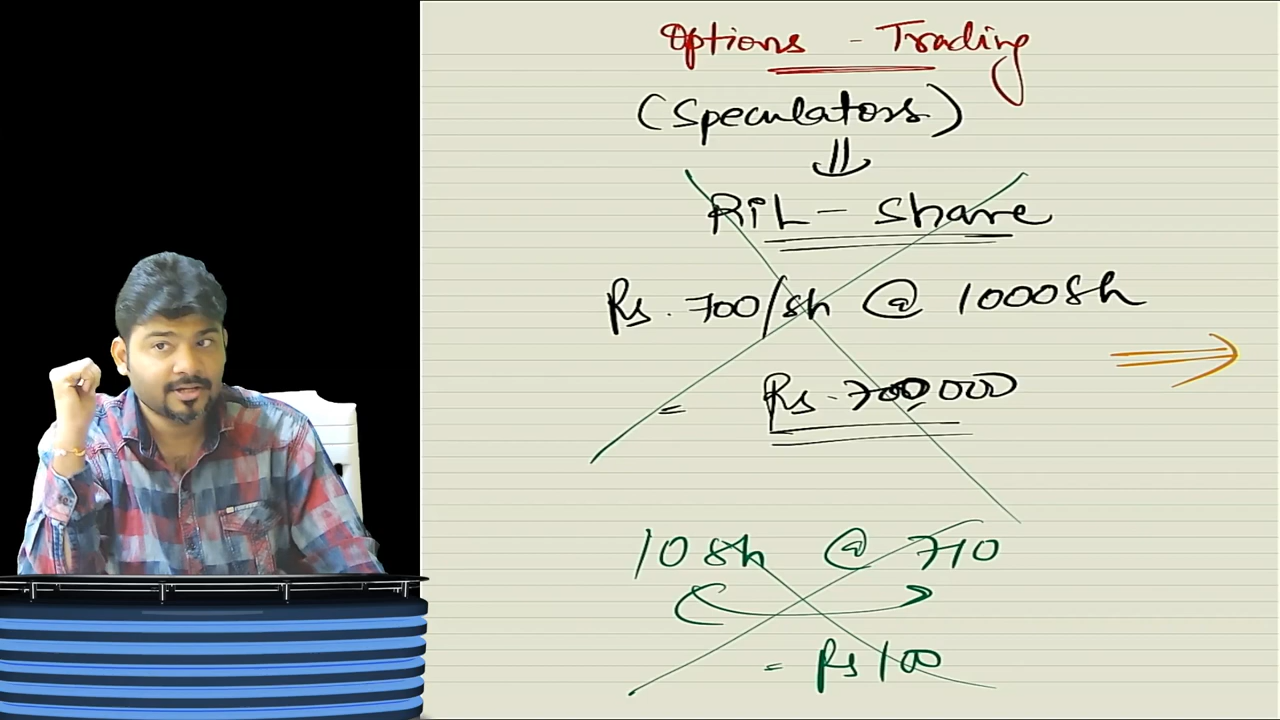 Options - Trading
(Speculators)
⇓
RIL - Share
Rs. 700/sh @ 1000 sh
= Rs. 700,000
10 sh @ 710
= Rs 100